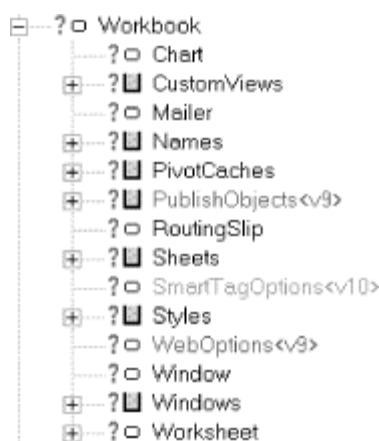 ? Workbook
? Chart
? CustomViews
? Mailer
? Names
? PivotCaches
? PublishObjects<v9>
? RoutingSlip
? Sheets
? SmartTagOptions<v10>
? Styles
? WebOptions<v9>
? Window
? Windows
? Worksheet